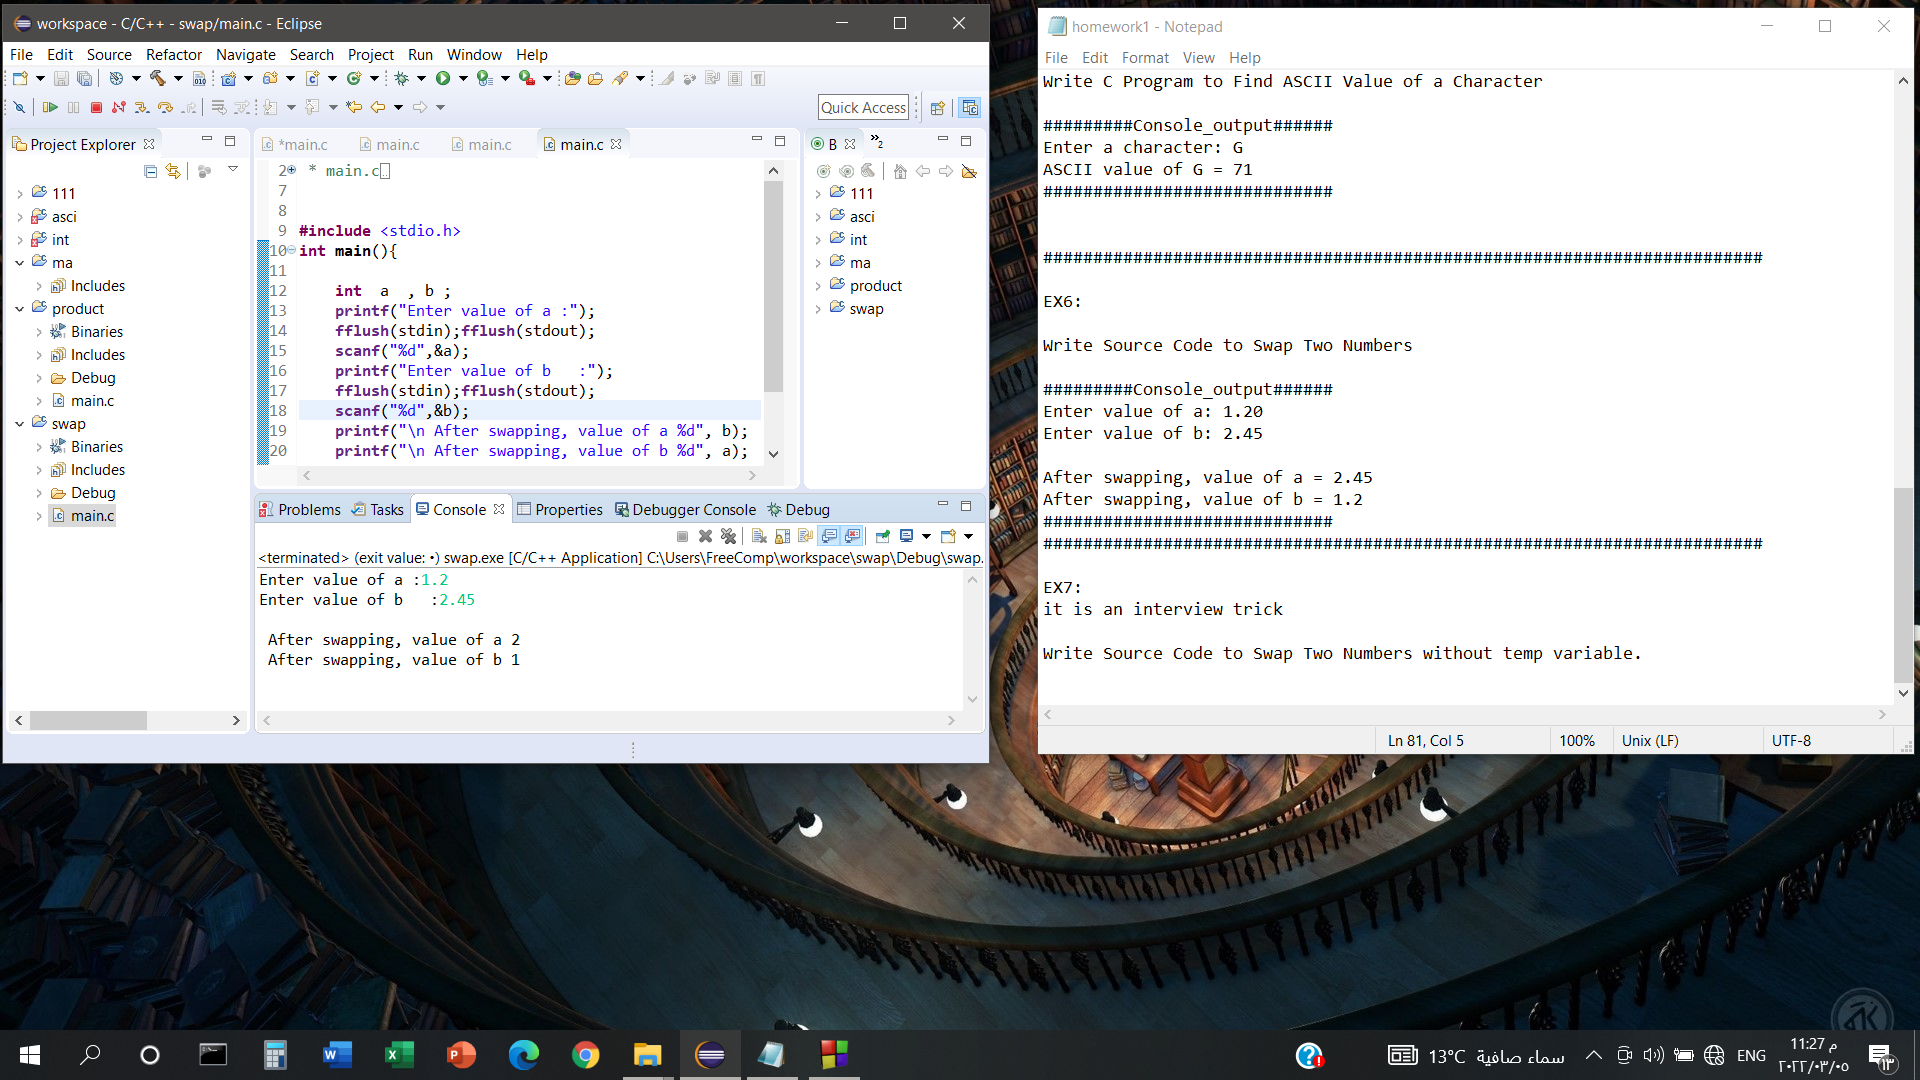 workspace - C/C++ - swap/main.c - Eclipse
File Edit Source Refactor Navigate Search Project Run Window Help
Quick Access
Project Explorer
111
asci
int
ma
Includes
product
Binaries
Includes
Debug
main.c
swap
Binaries
Includes
Debug
main.c
*main.c main.c main.c main.c
2 * main.c
7
8
9 #include <stdio.h>
10 int main(){
11
12 int  a  , b ;
13 printf("Enter value of a :");
14 fflush(stdin);fflush(stdout);
15 scanf("%d",&a);
16 printf("Enter value of b   :");
17 fflush(stdin);fflush(stdout);
18 scanf("%d",&b);
19 printf("\n After swapping, value of a %d", b);
20 printf("\n After swapping, value of b %d", a);
B »2
111
asci
int
ma
product
swap
Problems Tasks Console Properties Debugger Console Debug
<terminated> (exit value: ٠) swap.exe [C/C++ Application] C:\Users\FreeComp\workspace\swap\Debug\swap.
Enter value of a :1.2
Enter value of b   :2.45
After swapping, value of a 2
After swapping, value of b 1
homework1 - Notepad
File Edit Format View Help
Write C Program to Find ASCII Value of a Character
#########Console_output######
Enter a character: G
ASCII value of G = 71
#############################
########################################################################
EX6:
Write Source Code to Swap Two Numbers
#########Console_output######
Enter value of a: 1.20
Enter value of b: 2.45
After swapping, value of a = 2.45
After swapping, value of b = 1.2
#############################
########################################################################
EX7:
it is an interview trick
Write Source Code to Swap Two Numbers without temp variable.
Ln 81, Col 5 100% Unix (LF) UTF-8
13°C سماء صافية ENG 11:27 م
٢٠٢٢/٠٣/٠٥
١٣